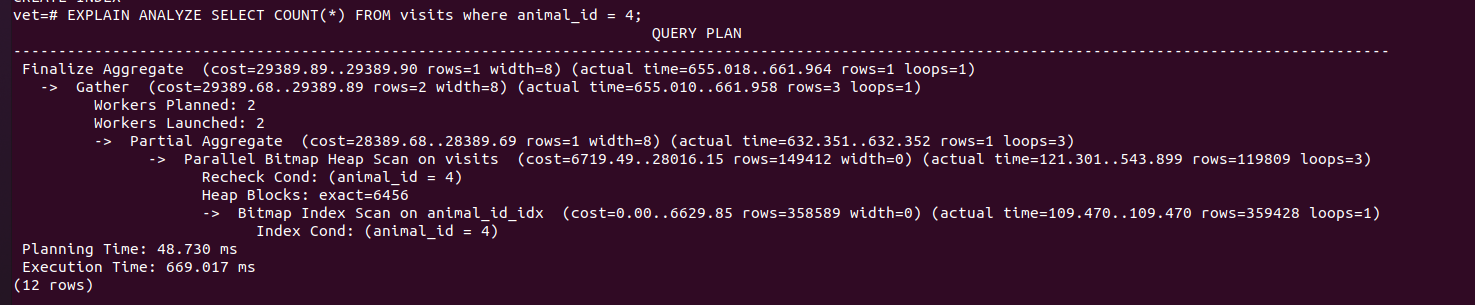 CREATE INDEX
vet=# EXPLAIN ANALYZE SELECT COUNT(*) FROM visits where animal_id = 4;
QUERY PLAN
-----------------------------------------------------------------------------------------------------------------------------------------------------------
Finalize Aggregate  (cost=29389.89..29389.90 rows=1 width=8) (actual time=655.018..661.964 rows=1 loops=1)
->  Gather  (cost=29389.68..29389.89 rows=2 width=8) (actual time=655.010..661.958 rows=3 loops=1)
Workers Planned: 2
Workers Launched: 2
->  Partial Aggregate  (cost=28389.68..28389.69 rows=1 width=8) (actual time=632.351..632.352 rows=1 loops=3)
->  Parallel Bitmap Heap Scan on visits  (cost=6719.49..28016.15 rows=149412 width=0) (actual time=121.301..543.899 rows=119809 loops=3)
Recheck Cond: (animal_id = 4)
Heap Blocks: exact=6456
->  Bitmap Index Scan on animal_id_idx  (cost=0.00..6629.85 rows=358589 width=0) (actual time=109.470..109.470 rows=359428 loops=1)
Index Cond: (animal_id = 4)
Planning Time: 48.730 ms
Execution Time: 669.017 ms
(12 rows)